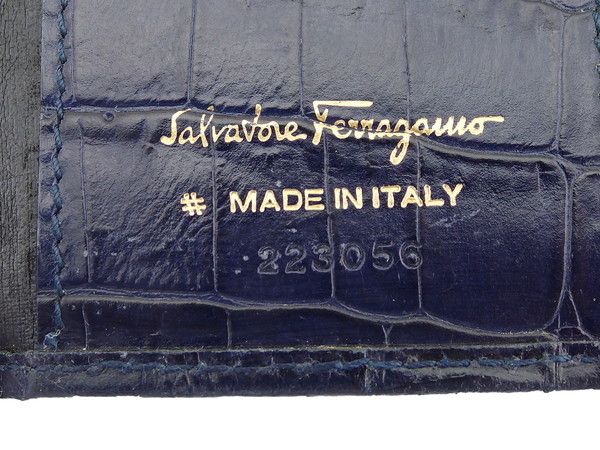 Salvatore Ferragamo
# MADE IN ITALY
223056